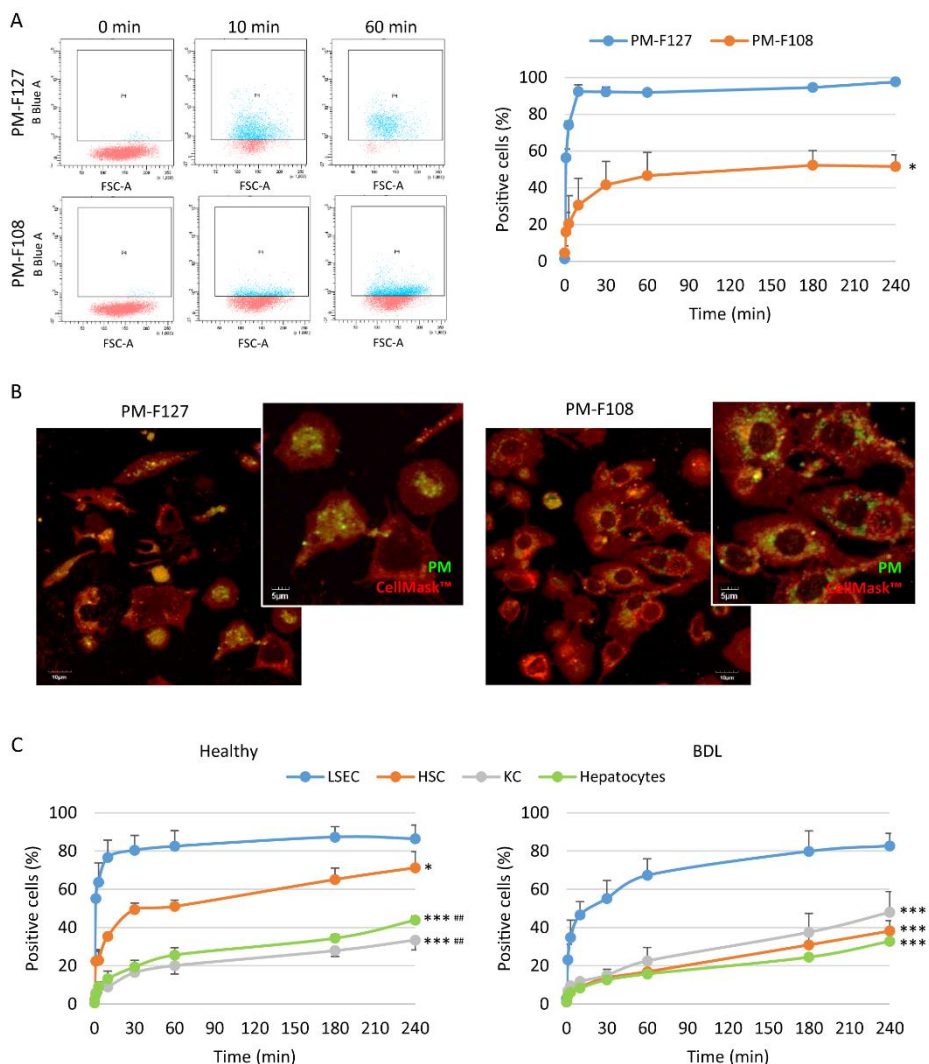 A
0 min 10 min 60 min
PM-F127
B Blue A
FSC-A FSC-A FSC-A
PM-F108
B Blue A
FSC-A FSC-A FSC-A
PM-F127 PM-F108
Positive cells (%)
100
80
60
40
20
0
*
0 30 60 90 120 150 180 210 240
Time (min)
B
PM-F127
PM
CellMask™
5µm
10µm
PM-F108
PM
CellMask™
5µm
10µm
C
Healthy BDL
LSEC HSC KC Hepatocytes
Positive cells (%)
100
80
60
40
20
0
*
*** ##
*** ##
0 30 60 90 120 150 180 210 240
Time (min)
Positive cells (%)
100
80
60
40
20
0
***
***
***
0 30 60 90 120 150 180 210 240
Time (min)